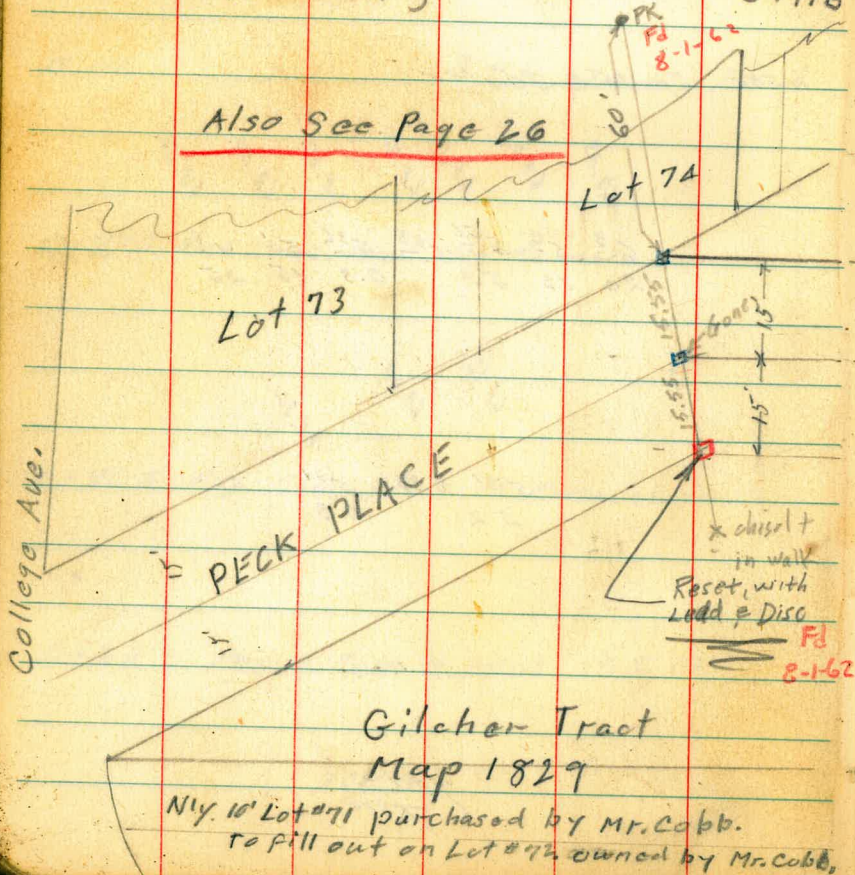 PK
Fd
8-1-62
60'
Also See Page 26
Lot 74
Lot 73
15.55
Gone
15'
15.55
15'
College Ave.
PECK PLACE
15'
15'
x chisel +
in walk
Reset, with
Lead & Disc
Fd
8-1-62
Gilcher Tract
Map 1829
N'ly. 10' Lot #71 purchased by Mr. Cobb.
To fill out on Lot #72 owned by Mr. Cobb.